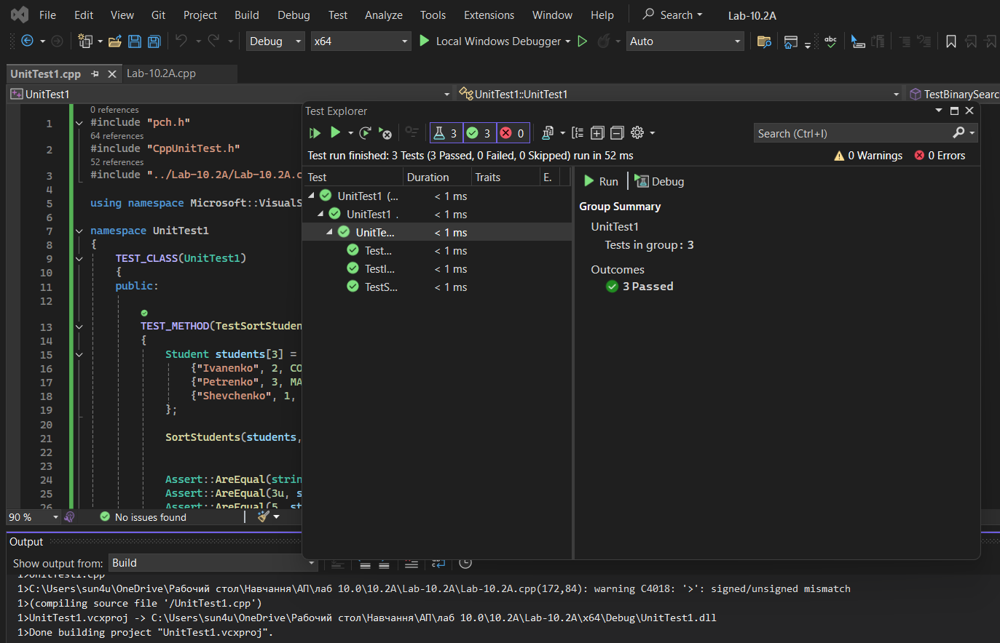 File Edit View Git Project Build Debug Test Analyze Tools Extensions Window Help Search Lab-10.2A
Debug x64 Local Windows Debugger Auto
UnitTest1.cpp Lab-10.2A.cpp
UnitTest1 UnitTest1::UnitTest1 TestBinarySearc
0 references
1 #include "pch.h"
64 references
2 #include "CppUnitTest.h"
52 references
3 #include "../Lab-10.2A/Lab-10.2A.c
4
5 using namespace Microsoft::VisualS
6
7 namespace UnitTest1
8 {
9 TEST_CLASS(UnitTest1)
10 {
11 public:
12
13 TEST_METHOD(TestSortStuden
14 {
15 Student students[3] =
16 {"Ivanenko", 2, CO
17 {"Petrenko", 3, MA
18 {"Shevchenko", 1,
19 };
20
21 SortStudents(students,
22
23
24 Assert::AreEqual(strin
25 Assert::AreEqual(3u, s
26 Assert::AreEqual(5, st
90 % No issues found
Test Explorer
3 3 0
Search (Ctrl+I)
Test run finished: 3 Tests (3 Passed, 0 Failed, 0 Skipped) run in 52 ms
0 Warnings 0 Errors
Test Duration Traits E.
UnitTest1 (... < 1 ms
UnitTest1 . < 1 ms
UnitTe... < 1 ms
Test... < 1 ms
TestI... < 1 ms
TestS... < 1 ms
Run Debug
Group Summary
UnitTest1
Tests in group: 3
Outcomes
3 Passed
Output
Show output from: Build
1>UnitTest1.cpp
1>C:\Users\sun4u\OneDrive\Рабочий стол\Навчання\АП\лаб 10.0\10.2A\Lab-10.2A\Lab-10.2A.cpp(172,84): warning C4018: '>': signed/unsigned mismatch
1>(compiling source file '/UnitTest1.cpp')
1>UnitTest1.vcxproj -> C:\Users\sun4u\OneDrive\Рабочий стол\Навчання\АП\лаб 10.0\10.2A\Lab-10.2A\x64\Debug\UnitTest1.dll
1>Done building project "UnitTest1.vcxproj".